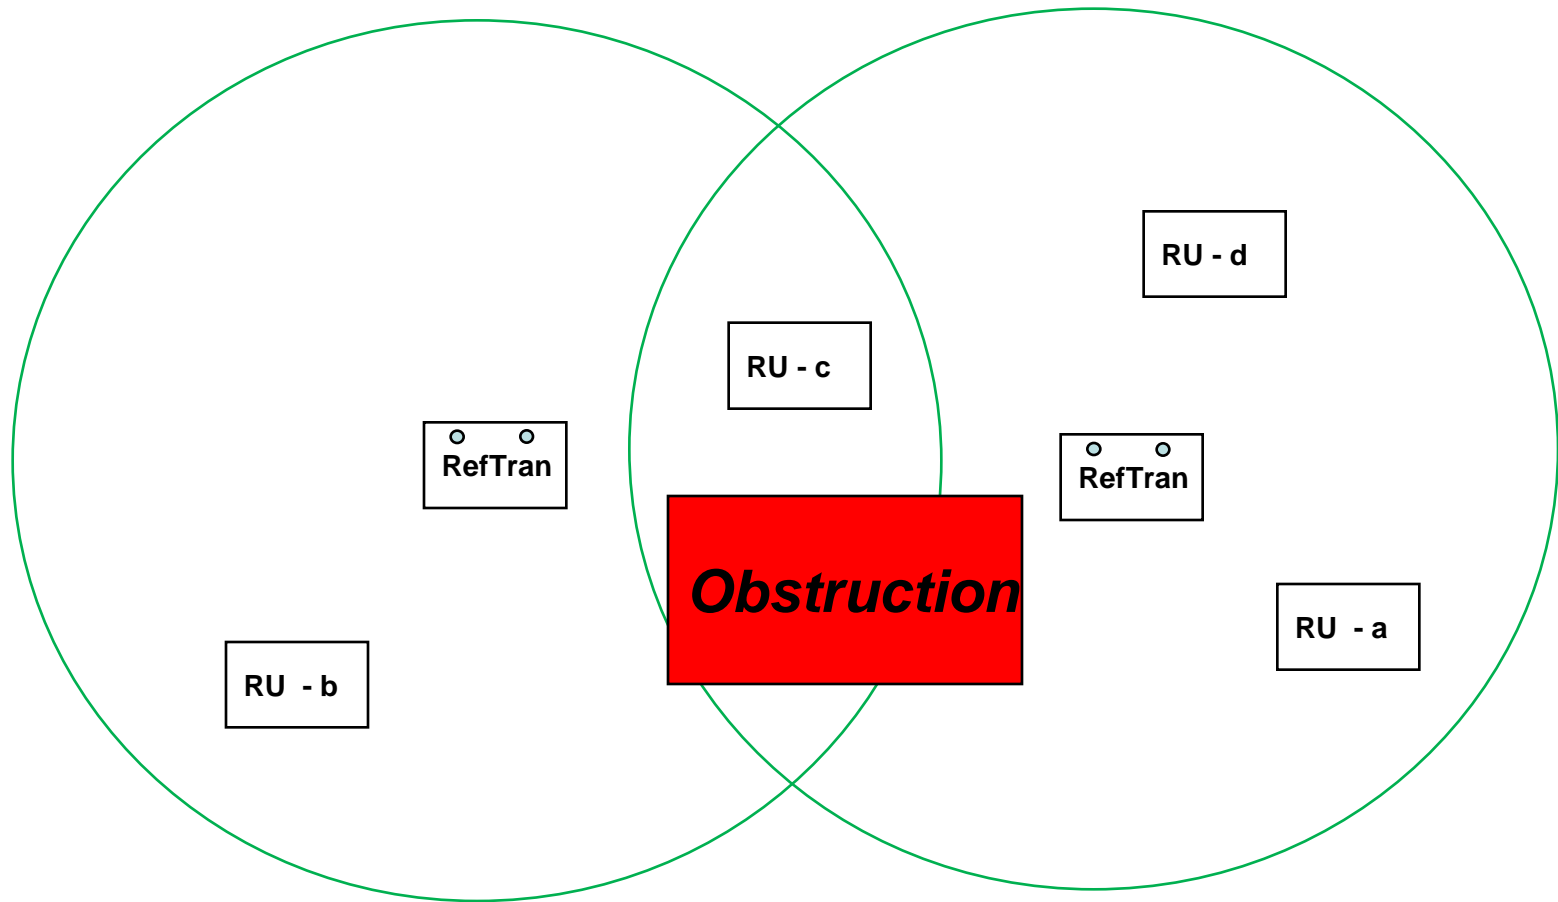 RU - d
RU - c
RefTran
RefTran
Obstruction
RU - a
RU - b